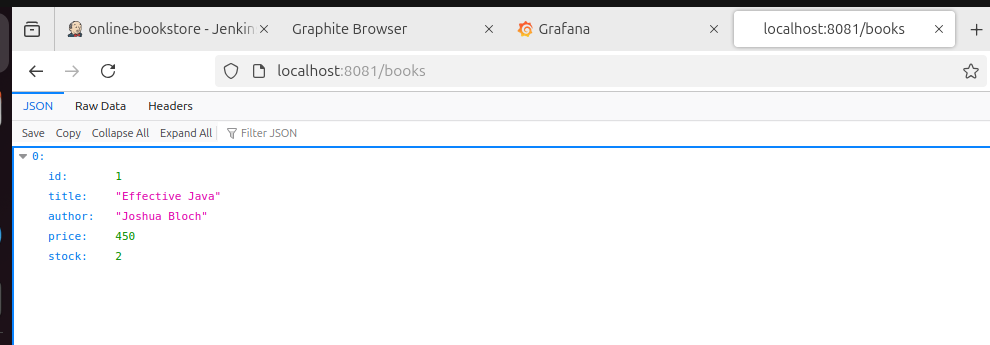 online-bookstore - Jenkin
Graphite Browser
Grafana
localhost:8081/books
localhost:8081/books
JSON Raw Data Headers
Save Copy Collapse All Expand All Filter JSON
0:
id: 1
title: "Effective Java"
author: "Joshua Bloch"
price: 450
stock: 2